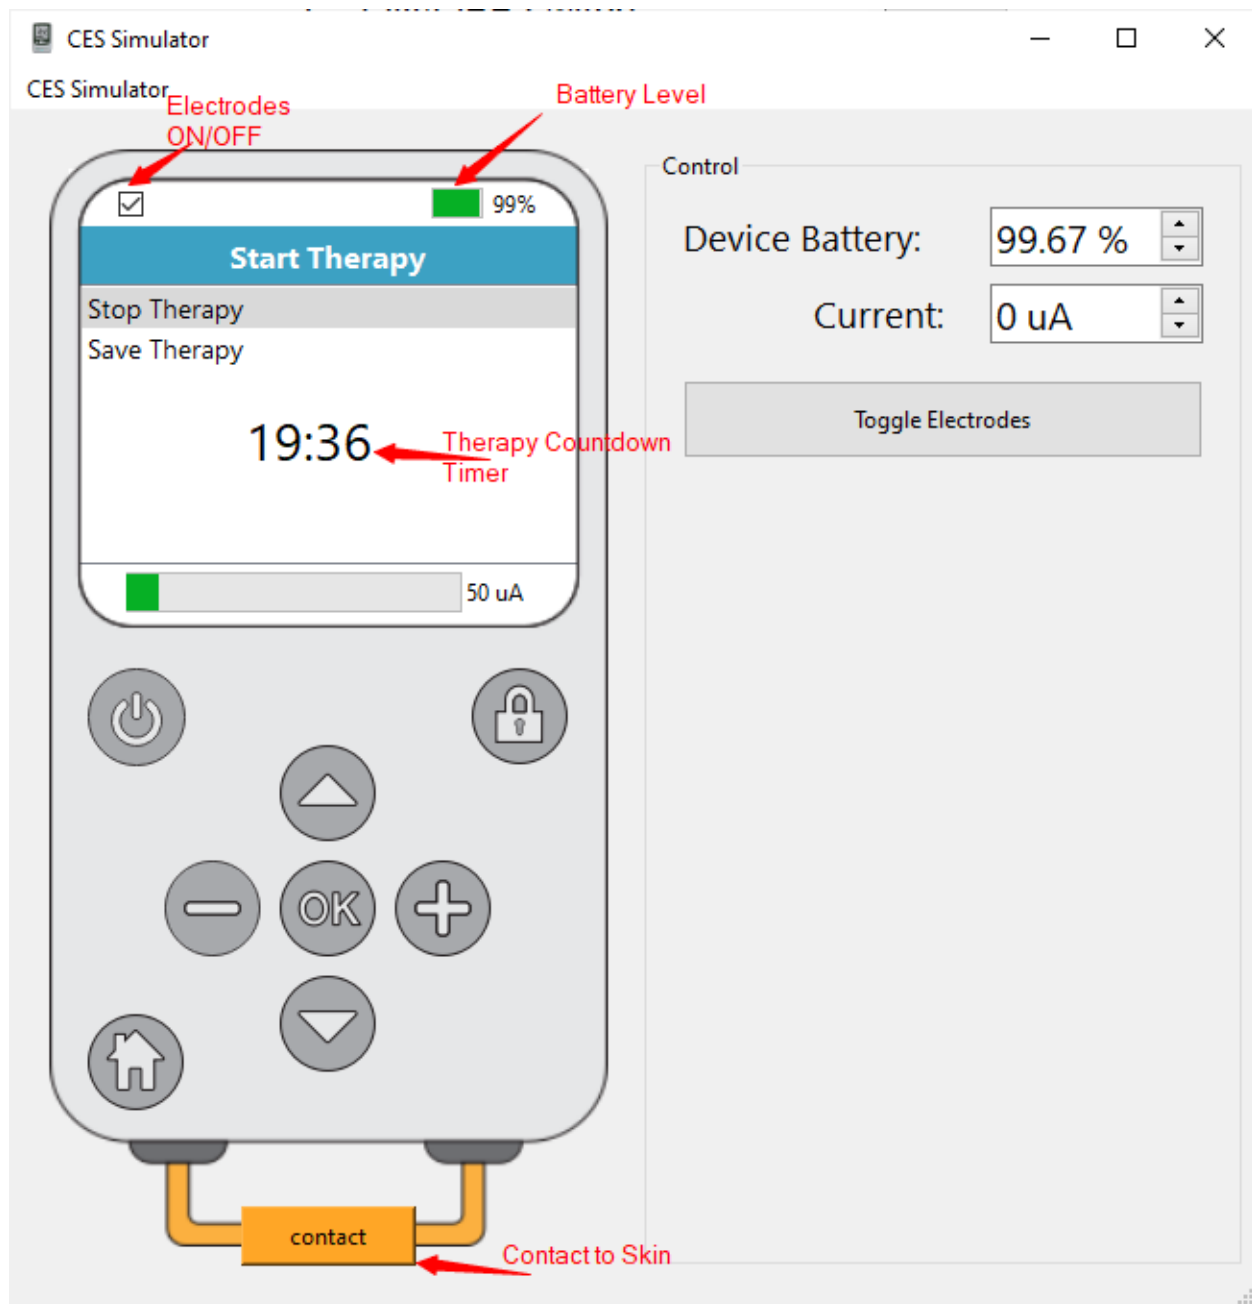 CES Simulator
CES Simulator
Electrodes
ON/OFF
Battery Level
99%
Start Therapy
Stop Therapy
Save Therapy
19:36
Therapy Countdown
Timer
50 uA
OK
contact
Contact to Skin
Control
Device Battery: 99.67 %
Current: 0 uA
Toggle Electrodes